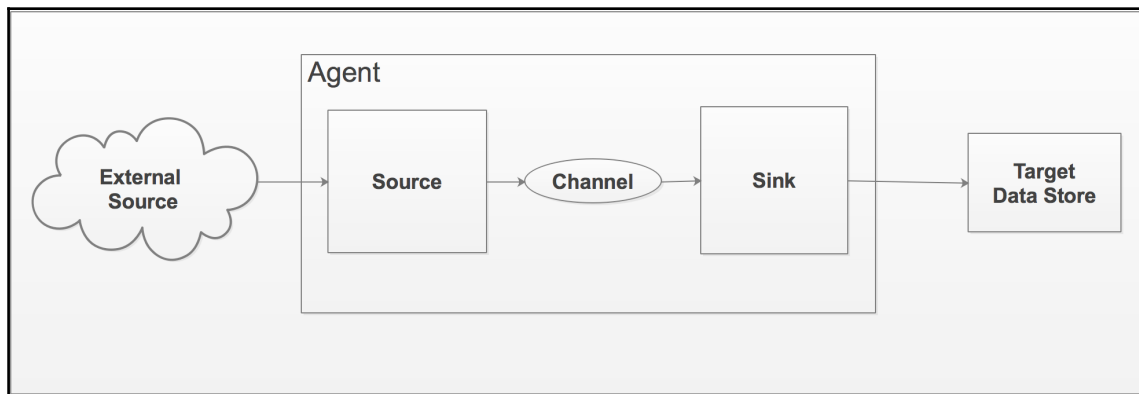 Agent
External
Source
Source
Channel
Sink
Target
Data Store